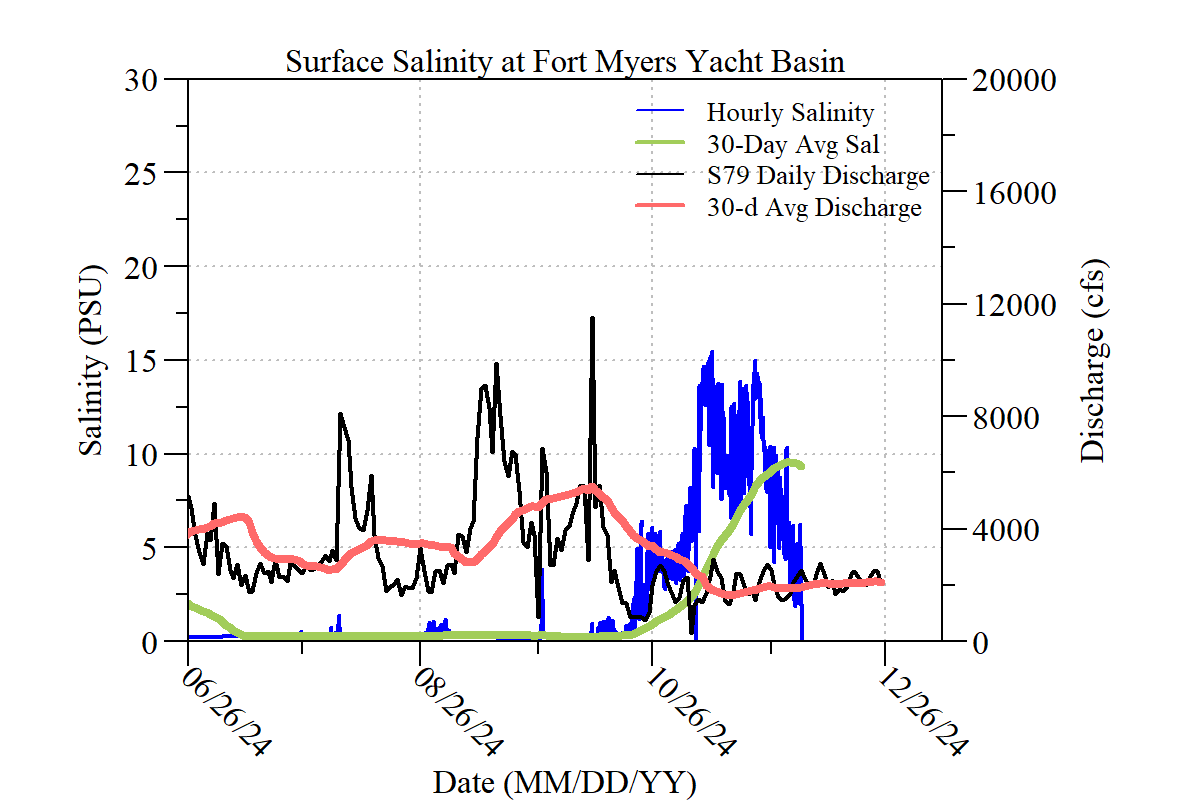 Surface Salinity at Fort Myers Yacht Basin
30
25
20
15
10
5
0
Salinity (PSU)
Hourly Salinity
30-Day Avg Sal
S79 Daily Discharge
30-d Avg Discharge
20000
16000
12000
8000
4000
0
Discharge (cfs)
06/26/24
08/26/24
10/26/24
12/26/24
Date (MM/DD/YY)